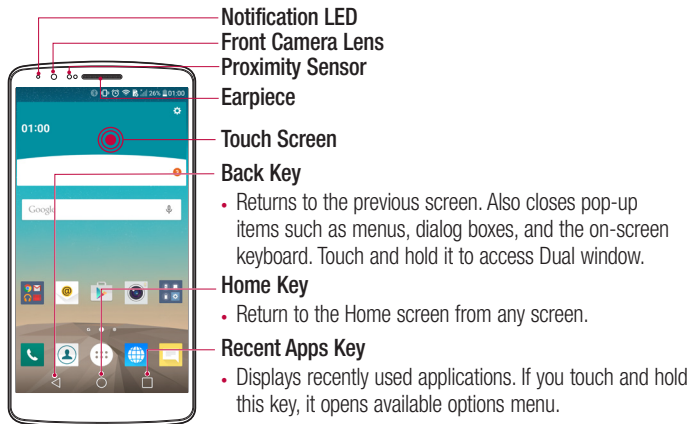 Notification LED
Front Camera Lens
Proximity Sensor
Earpiece
26% 01:00
01:00
Touch Screen
Back Key
• Returns to the previous screen. Also closes pop-up
items such as menus, dialog boxes, and the on-screen
keyboard. Touch and hold it to access Dual window.
Google
Home Key
• Return to the Home screen from any screen.
Recent Apps Key
• Displays recently used applications. If you touch and hold
this key, it opens available options menu.